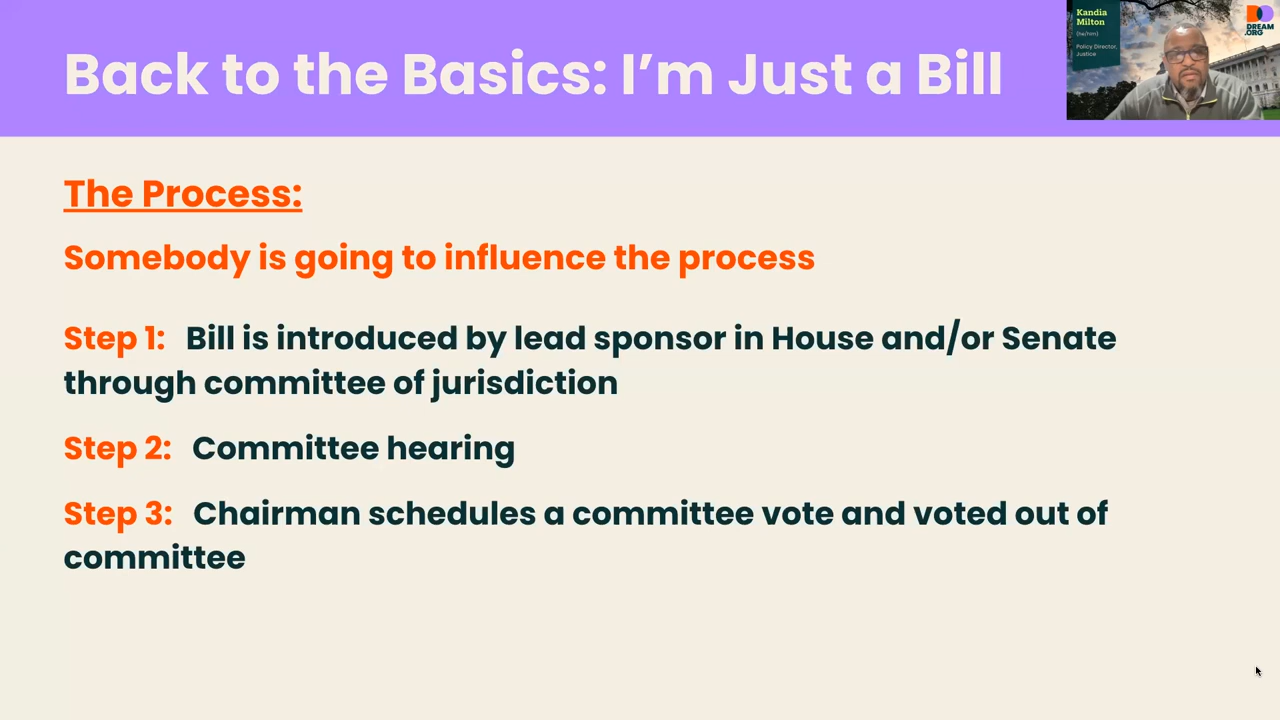 Back to the Basics: I'm Just a Bill
Kandia
Milton
(he/him)
Policy Director,
Justice
DREAM
.ORG
The Process:
Somebody is going to influence the process
Step 1: Bill is introduced by lead sponsor in House and/or Senate
through committee of jurisdiction
Step 2: Committee hearing
Step 3: Chairman schedules a committee vote and voted out of
committee